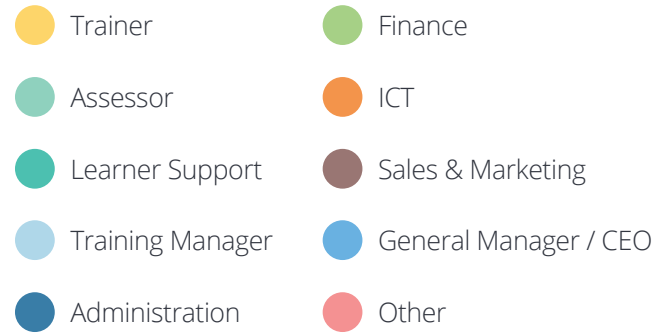 Trainer
Finance
Assessor
ICT
Learner Support
Sales & Marketing
Training Manager
General Manager / CEO
Administration
Other